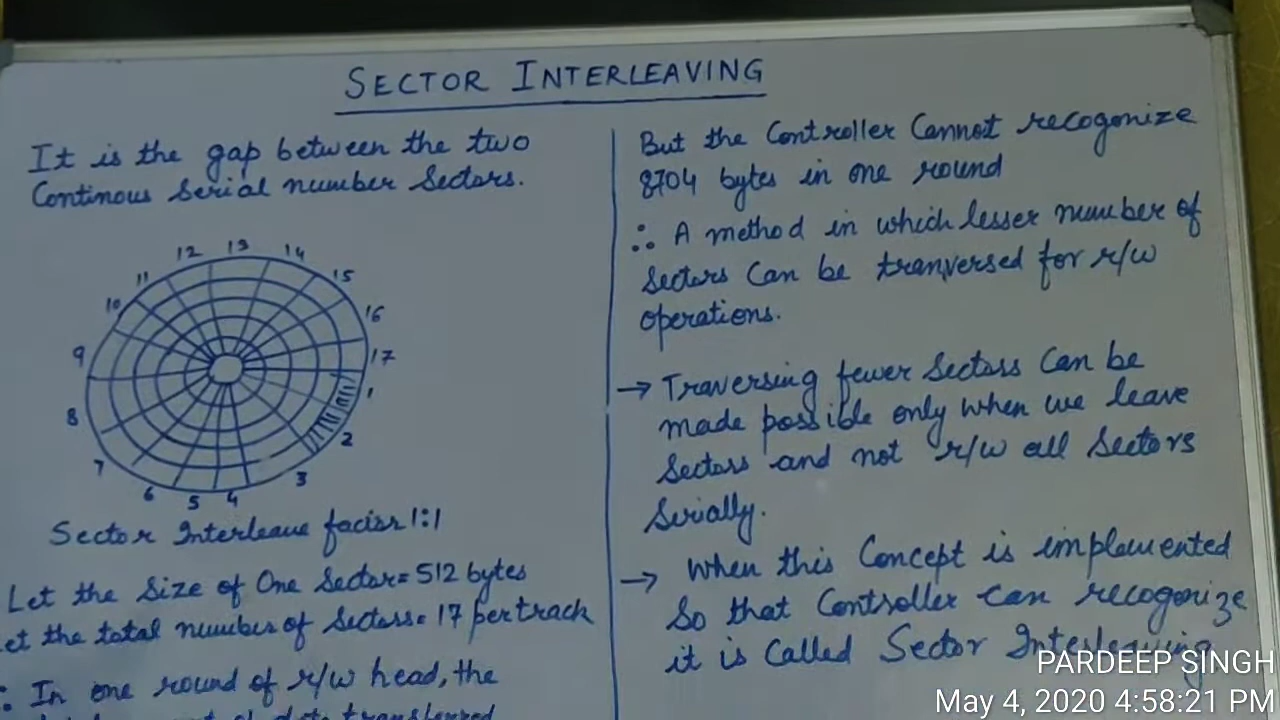 SECTOR INTERLEAVING
It is the gap between the two
Continous Serial number Sectors.
12 13 14
11 15
10 16
9 17
8 1
7 2
6 5 4 3
Sector Interleave factor 1:1
Let the Size of One Sector = 512 bytes
et the total number of Sectors = 17 per track
: In one round of r/w head, the
But the Controller Cannot recogonize
8704 bytes in one round
∴ A method in which lesser number of
Sectors Can be tranversed for r/w
operations.
→ Traversing fewer Sectors Can be
made possible only when we leave
Sectors and not r/w all Sectors
Serially.
→ When this Concept is implemented
So that Controller can recogonize
it is Called Sector Interleaving
PARDEEP SINGH
May 4, 2020 4:58:21 PM